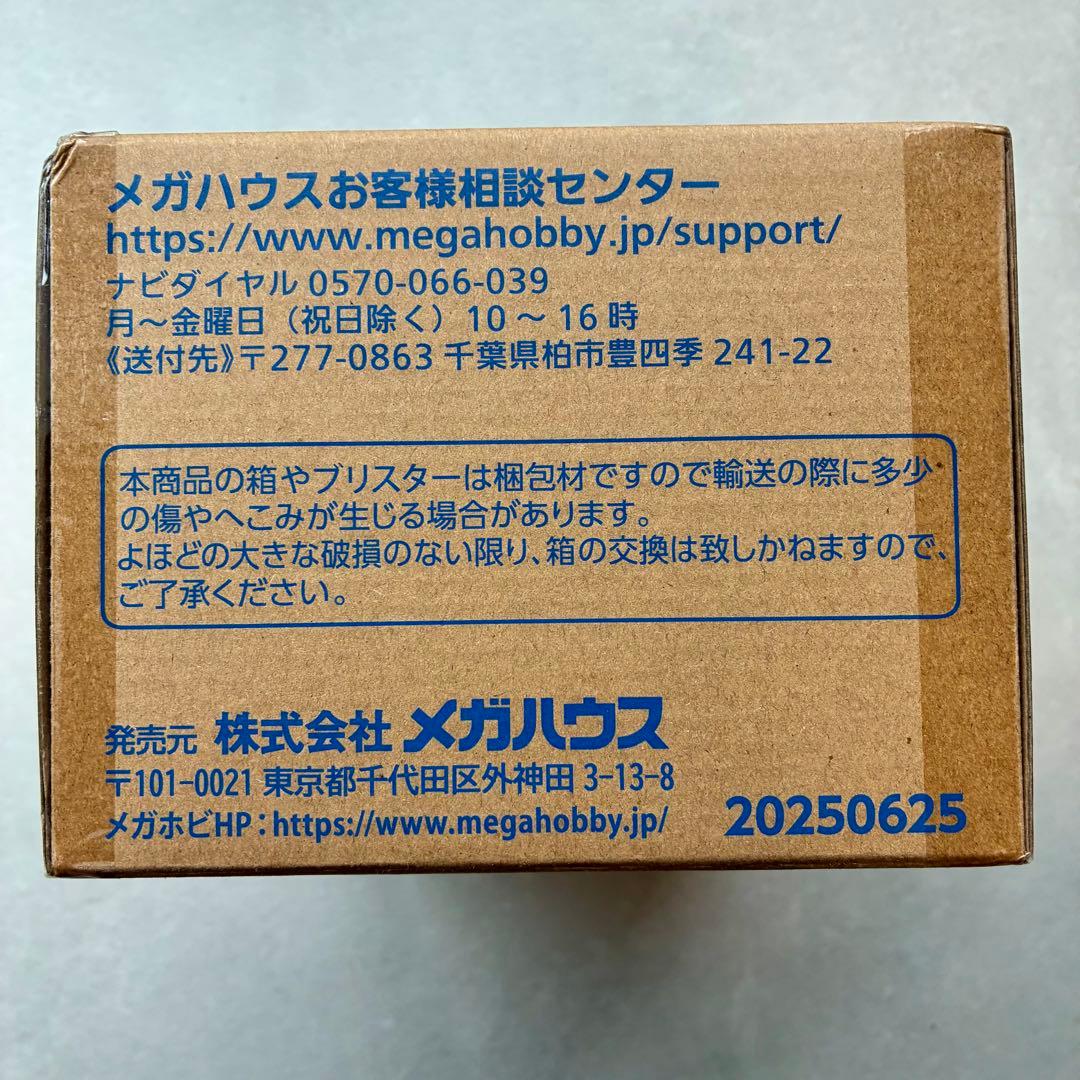 メガハウスお客様相談センター
https://www.megahobby.jp/support/
ナビダイヤル 0570-066-039
月～金曜日（祝日除く）10 ～ 16 時
《送付先》〒277-0863 千葉県柏市豊四季 241-22
本商品の箱やブリスターは梱包材ですので輸送の際に多少
の傷やへこみが生じる場合があります。
よほどの大きな破損のない限り、箱の交換は致しかねますので、
ご了承ください。
発売元 株式会社 メガハウス
〒101-0021 東京都千代田区外神田 3-13-8
メガホビHP：https://www.megahobby.jp/
20250625